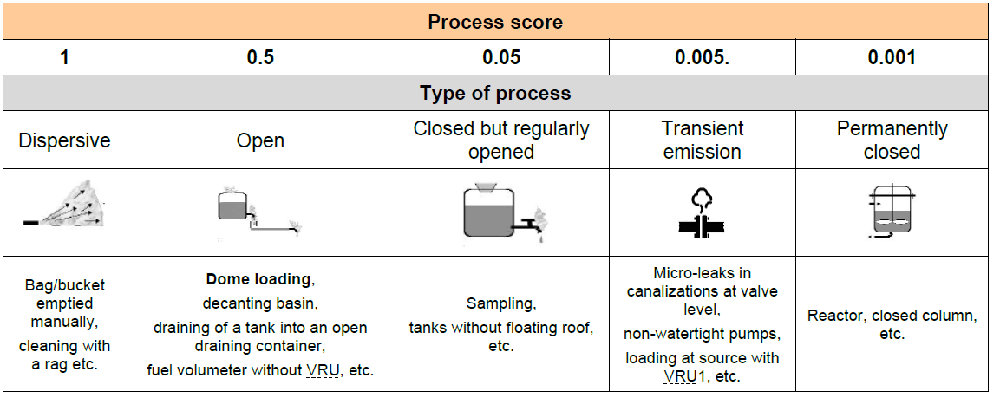 Process score
1
0.5
0.05
0.005.
0.001
Type of process
Dispersive
Open
Closed but regularly
opened
Transient
emission
Permanently
closed
Bag/bucket
emptied
manually,
cleaning with
a rag etc.
Dome loading,
decanting basin,
draining of a tank into an open
draining container,
fuel volumeter without VRU, etc.
Sampling,
tanks without floating roof,
etc.
Micro-leaks in
canalizations at valve
level,
non-watertight pumps,
loading at source with
VRU1, etc.
Reactor, closed column,
etc.